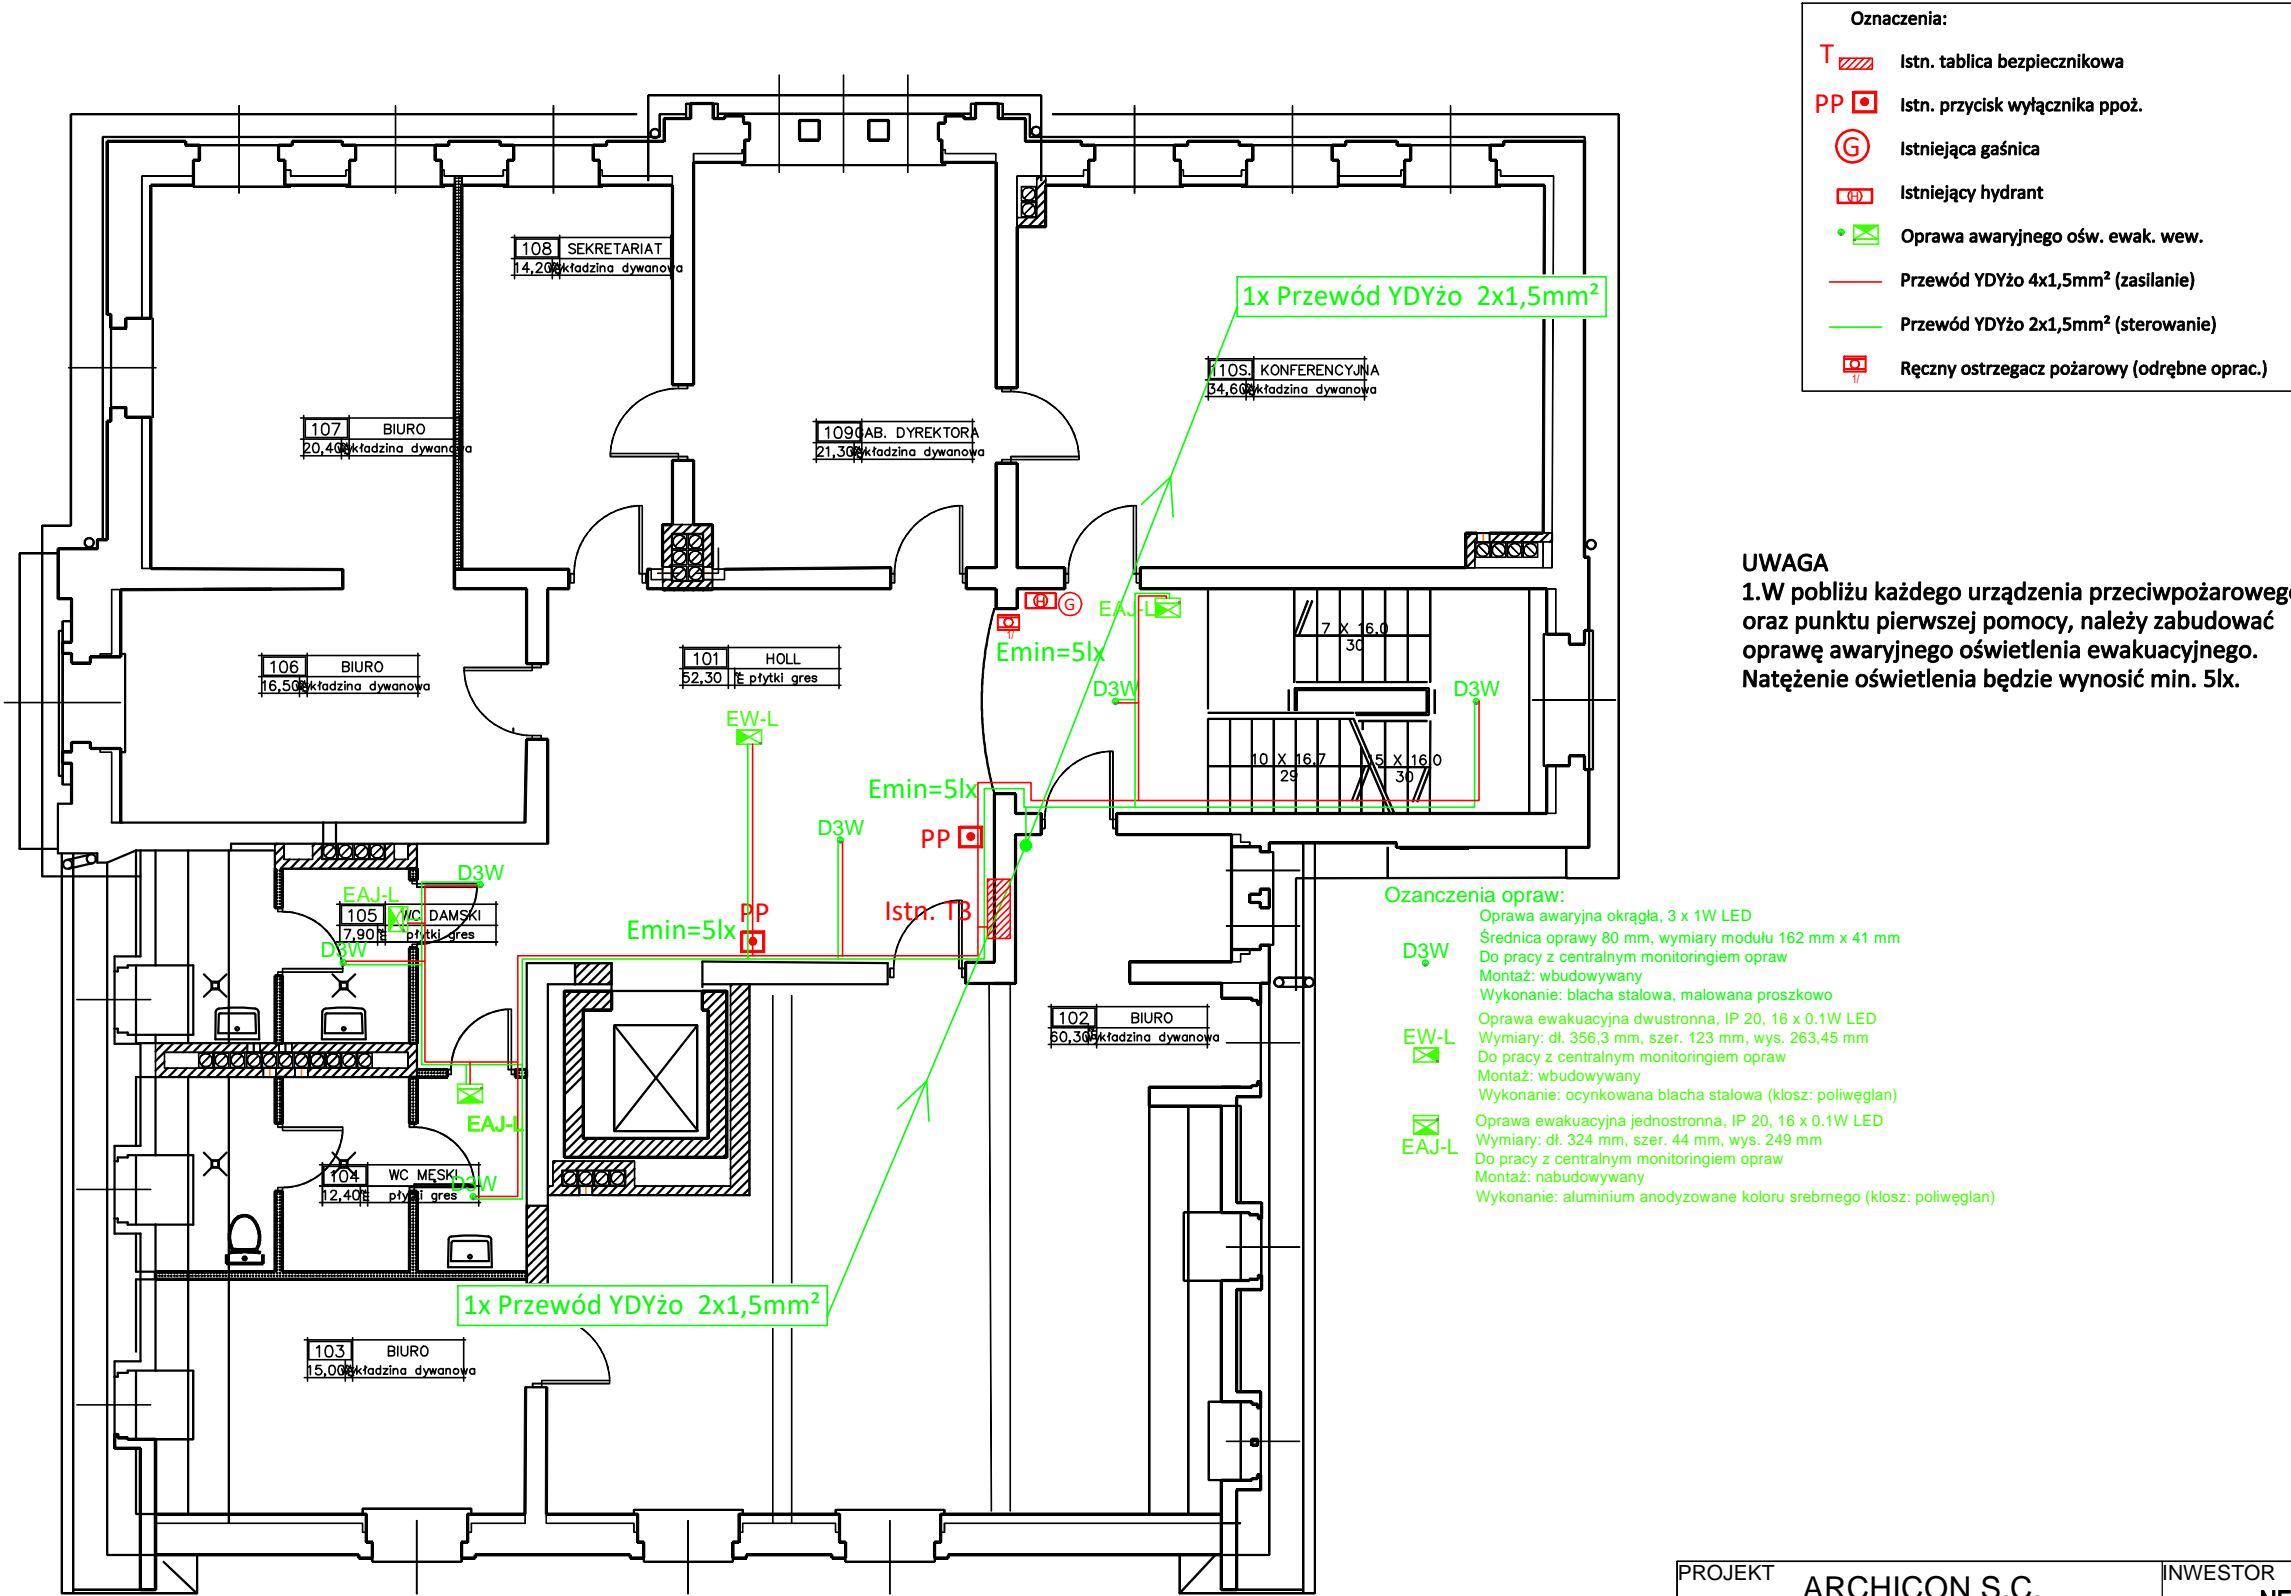 Oznaczenia:
T Istn. tablica bezpiecznikowa
PP Istn. przycisk wyłącznika ppoż.
G Istniejąca gaśnica
H Istniejący hydrant
Oprawa awaryjnego ośw. ewak. wew.
Przewód YDYżo 4x1,5mm² (zasilanie)
Przewód YDYżo 2x1,5mm² (sterowanie)
1/ Ręczny ostrzegacz pożarowy (odrębne oprac.)
108 SEKRETARIAT
14,20 wykładzina dywanowa
1x Przewód YDYżo 2x1,5mm²
110 S. KONFERENCYJNA
34,60 wykładzina dywanowa
107 BIURO
20,40 wykładzina dywanowa
109 GAB. DYREKTORA
21,30 wykładzina dywanowa
UWAGA
1.W pobliżu każdego urządzenia przeciwpożarowego
oraz punktu pierwszej pomocy, należy zabudować
oprawę awaryjnego oświetlenia ewakuacyjnego.
Natężenie oświetlenia będzie wynosić min. 5lx.
H G EAJ-L
1/
7 X 16,0
30
Emin=5lx
106 BIURO
16,50 wykładzina dywanowa
101 HOLL
52,30 płytki gres
D3W
D3W
EW-L
10 X 16,7
29
5 X 16,0
30
Emin=5lx
D3W
PP
D3W
EAJ-L
105 WC DAMSKI
7,90 płytki gres
D3W
PP
Emin=5lx
Istn. T3
102 BIURO
60,30 wykładzina dywanowa
EAJ-L
104 WC MĘSKI
12,40 płytki gres
D3W
1x Przewód YDYżo 2x1,5mm²
103 BIURO
15,00 wykładzina dywanowa
Ozanczenia opraw:
D3W
Oprawa awaryjna okrągła, 3 x 1W LED
Średnica oprawy 80 mm, wymiary modułu 162 mm x 41 mm
Do pracy z centralnym monitoringiem opraw
Montaż: wbudowywany
Wykonanie: blacha stalowa, malowana proszkowo
EW-L
Oprawa ewakuacyjna dwustronna, IP 20, 16 x 0.1W LED
Wymiary: dł. 356,3 mm, szer. 123 mm, wys. 263,45 mm
Do pracy z centralnym monitoringiem opraw
Montaż: wbudowywany
Wykonanie: ocynkowana blacha stalowa (klosz: poliwęglan)
EAJ-L
Oprawa ewakuacyjna jednostronna, IP 20, 16 x 0.1W LED
Wymiary: dł. 324 mm, szer. 44 mm, wys. 249 mm
Do pracy z centralnym monitoringiem opraw
Montaż: nabudowywany
Wykonanie: aluminium anodyzowane koloru srebrnego (klosz: poliwęglan)
PROJEKT
ARCHICON S.C.
INWESTOR